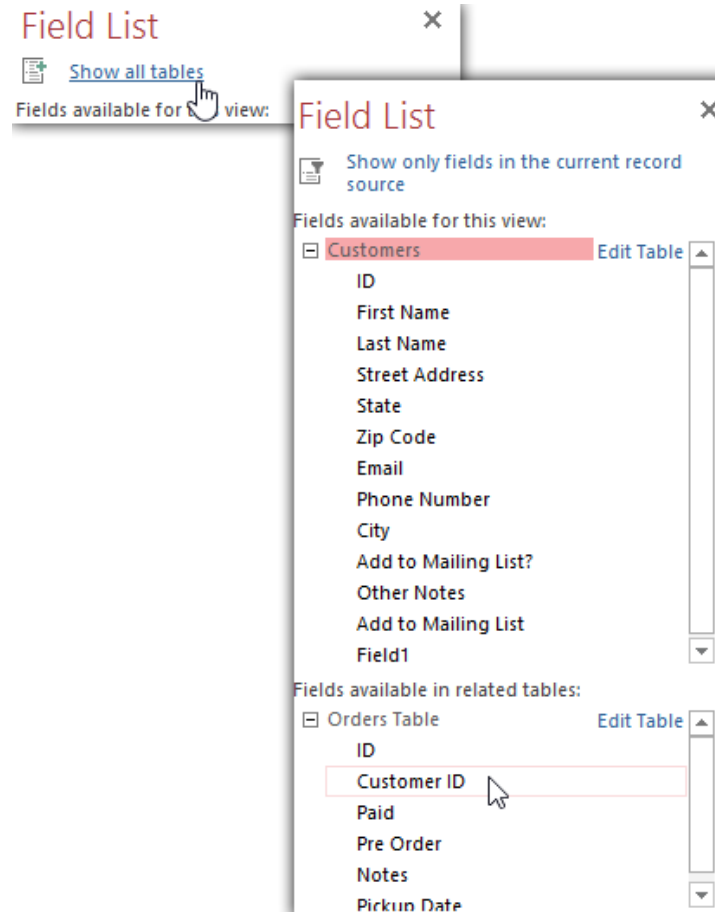 Field List
Show all tables
Fields available for this view:
Field List
Show only fields in the current record
source
Fields available for this view:
Customers Edit Table
ID
First Name
Last Name
Street Address
State
Zip Code
Email
Phone Number
City
Add to Mailing List?
Other Notes
Add to Mailing List
Field1
Fields available in related tables:
Orders Table Edit Table
ID
Customer ID
Paid
Pre Order
Notes
Pickup Date